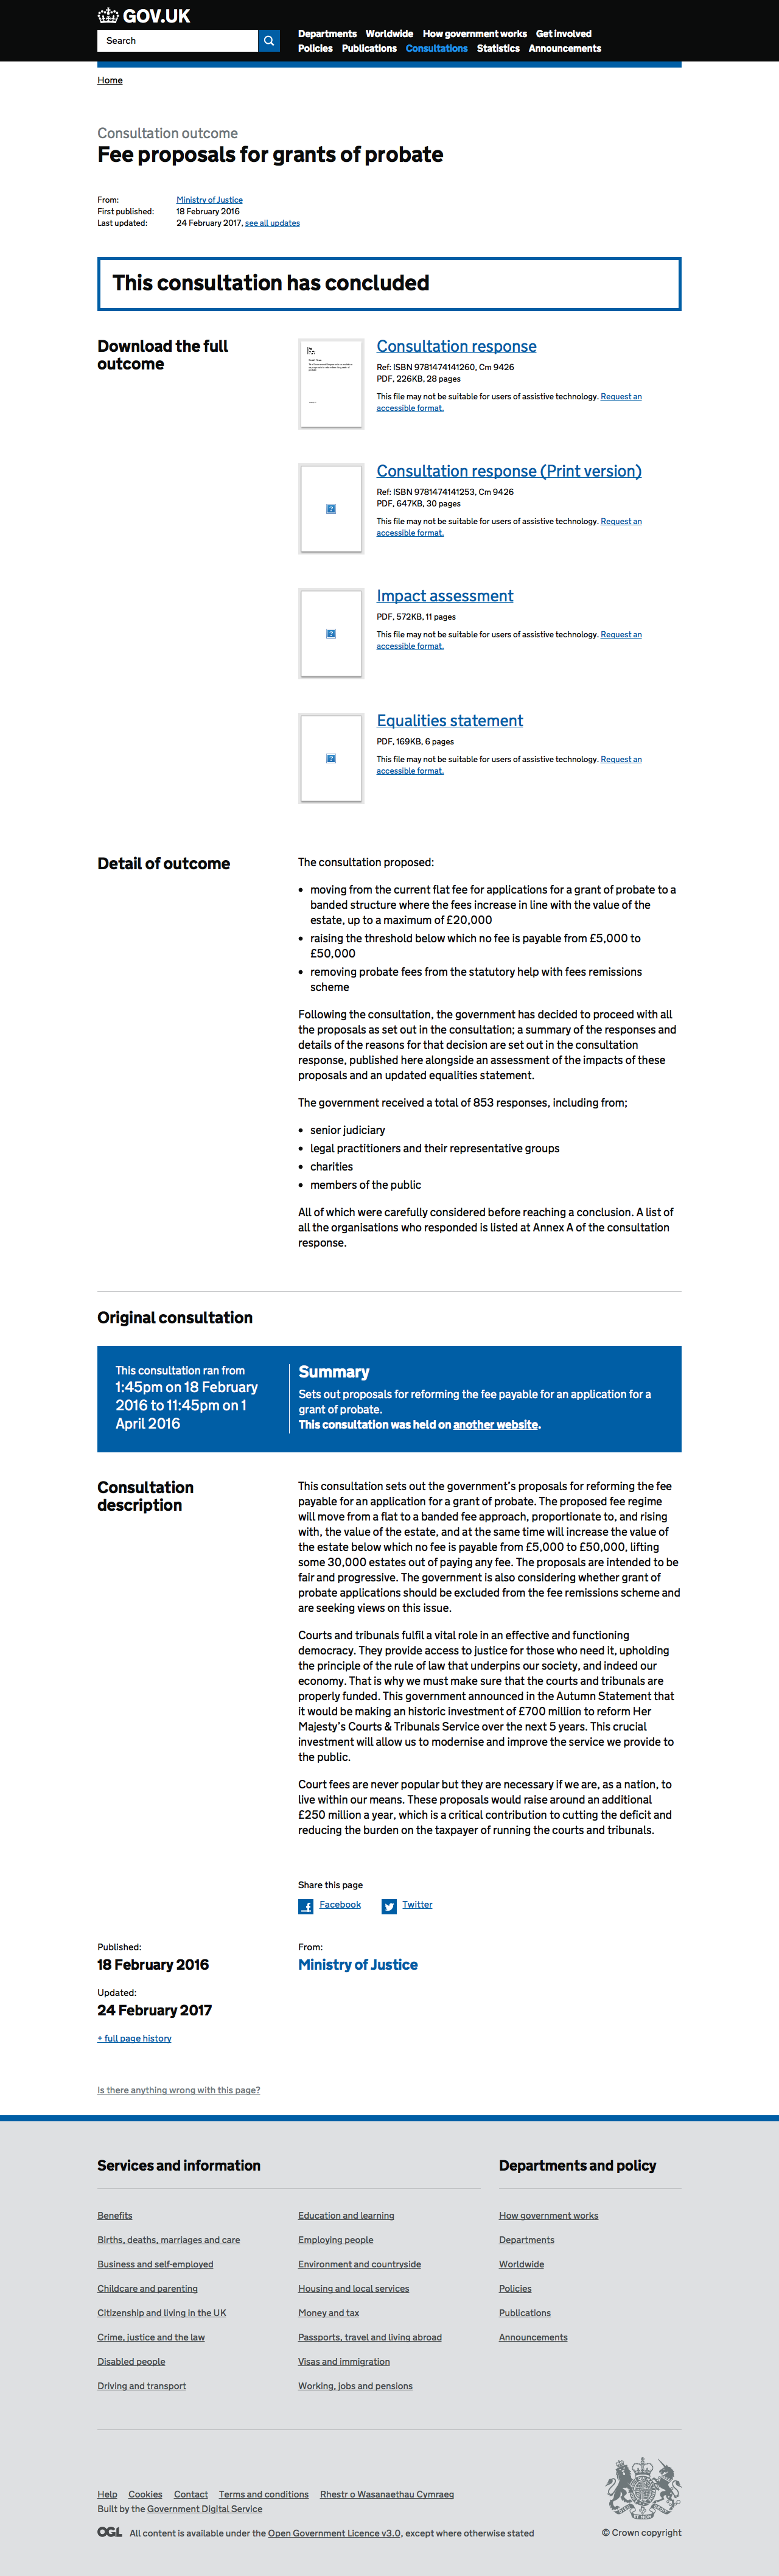 GOV.UK
Search
Departments Worldwide How government works Get involved
Policies Publications Consultations Statistics Announcements
Home
Consultation outcome
Fee proposals for grants of probate
From: Ministry of Justice
First published: 18 February 2016
Last updated: 24 February 2017, see all updates
This consultation has concluded
Download the full
outcome
Consultation response
Ref: ISBN 9781474141260, Cm 9426
PDF, 226KB, 28 pages
This file may not be suitable for users of assistive technology. Request an
accessible format.
Consultation response (Print version)
Ref: ISBN 9781474141253, Cm 9426
PDF, 647KB, 30 pages
This file may not be suitable for users of assistive technology. Request an
accessible format.
Impact assessment
PDF, 572KB, 11 pages
This file may not be suitable for users of assistive technology. Request an
accessible format.
Equalities statement
PDF, 169KB, 6 pages
This file may not be suitable for users of assistive technology. Request an
accessible format.
Detail of outcome
The consultation proposed:
• moving from the current flat fee for applications for a grant of probate to a
banded structure where the fees increase in line with the value of the
estate, up to a maximum of £20,000
• raising the threshold below which no fee is payable from £5,000 to
£50,000
• removing probate fees from the statutory help with fees remissions
scheme
Following the consultation, the government has decided to proceed with all
the proposals as set out in the consultation; a summary of the responses and
details of the reasons for that decision are set out in the consultation
response, published here alongside an assessment of the impacts of these
proposals and an updated equalities statement.
The government received a total of 853 responses, including from;
• senior judiciary
• legal practitioners and their representative groups
• charities
• members of the public
All of which were carefully considered before reaching a conclusion. A list of
all the organisations who responded is listed at Annex A of the consultation
response.
Original consultation
This consultation ran from
1:45pm on 18 February
2016 to 11:45pm on 1
April 2016
Summary
Sets out proposals for reforming the fee payable for an application for a
grant of probate.
This consultation was held on another website.
Consultation
description
This consultation sets out the government's proposals for reforming the fee
payable for an application for a grant of probate. The proposed fee regime
will move from a flat to a banded fee approach, proportionate to, and rising
with, the value of the estate, and at the same time will increase the value of
the estate below which no fee is payable from £5,000 to £50,000, lifting
some 30,000 estates out of paying any fee. The proposals are intended to be
fair and progressive. The government is also considering whether grant of
probate applications should be excluded from the fee remissions scheme and
are seeking views on this issue.
Courts and tribunals fulfil a vital role in an effective and functioning
democracy. They provide access to justice for those who need it, upholding
the principle of the rule of law that underpins our society, and indeed our
economy. That is why we must make sure that the courts and tribunals are
properly funded. This government announced in the Autumn Statement that
it would be making an historic investment of £700 million to reform Her
Majesty's Courts & Tribunals Service over the next 5 years. This crucial
investment will allow us to modernise and improve the service we provide to
the public.
Court fees are never popular but they are necessary if we are, as a nation, to
live within our means. These proposals would raise around an additional
£250 million a year, which is a critical contribution to cutting the deficit and
reducing the burden on the taxpayer of running the courts and tribunals.
Share this page
Facebook Twitter
Published:
18 February 2016
Updated:
24 February 2017
+ full page history
From:
Ministry of Justice
Is there anything wrong with this page?
Services and information
Benefits
Births, deaths, marriages and care
Business and self-employed
Childcare and parenting
Citizenship and living in the UK
Crime, justice and the law
Disabled people
Driving and transport
Education and learning
Employing people
Environment and countryside
Housing and local services
Money and tax
Passports, travel and living abroad
Visas and immigration
Working, jobs and pensions
Departments and policy
How government works
Departments
Worldwide
Policies
Publications
Announcements
Help Cookies Contact Terms and conditions Rhestr o Wasanaethau Cymraeg
Built by the Government Digital Service
OGL All content is available under the Open Government Licence v3.0, except where otherwise stated
© Crown copyright